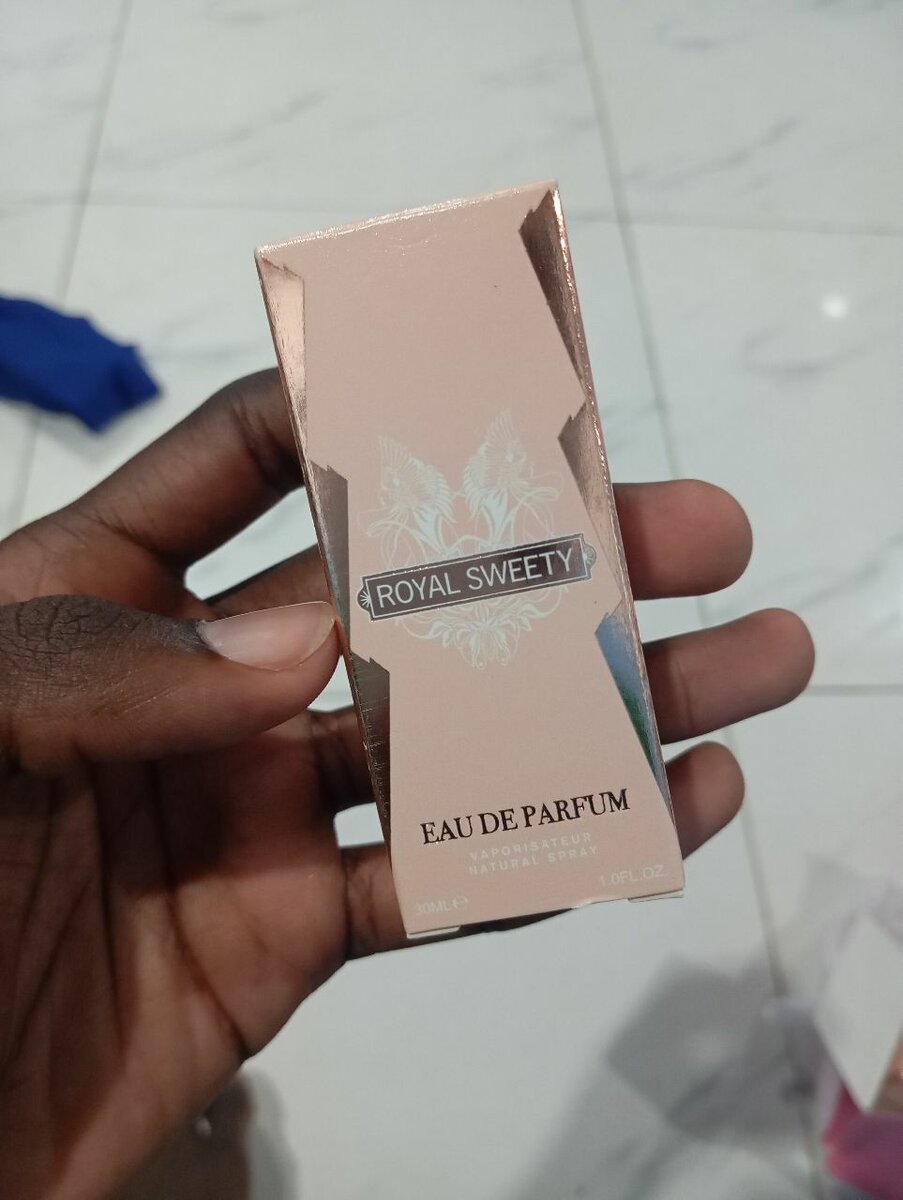 ROYAL SWEETY
EAU DE PARFUM
VAPORISATEUR
NATURAL SPRAY
30ML℮ 1.0FL.OZ.